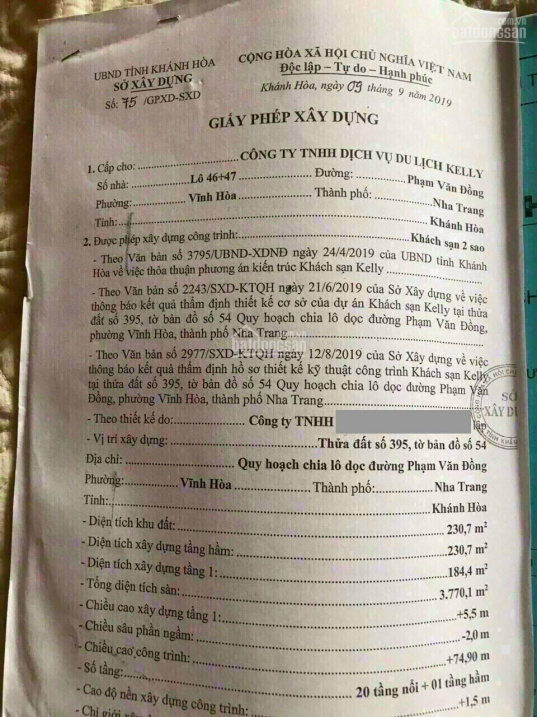 UBND TỈNH KHÁNH HÒA
SỞ XÂY DỰNG
Số: 75 /GPXD-SXD
CỘNG HÒA XÃ HỘI CHỦ NGHĨA VIỆT NAM
Độc lập – Tự do – Hạnh phúc
Khánh Hòa, ngày 09 tháng 9 năm 2019
GIẤY PHÉP XÂY DỰNG
1. Cấp cho: CÔNG TY TNHH DỊCH VỤ DU LỊCH KELLY
Số nhà: Lô 46+47 Đường: Phạm Văn Đồng
Phường: Vĩnh Hòa Thành phố: Nha Trang
Tỉnh: Khánh Hòa
2. Được phép xây dựng công trình: Khách sạn 2 sao
- Theo Văn bản số 3795/UBND-XDNĐ ngày 24/4/2019 của UBND tỉnh Khánh
Hòa về việc thỏa thuận phương án kiến trúc Khách sạn Kelly
- Theo Văn bản số 2243/SXD-KTQH ngày 21/6/2019 của Sở Xây dựng về việc
thông báo kết quả thẩm định thiết kế cơ sở của dự án Khách sạn Kelly tại thửa
đất số 395, tờ bản đồ số 54 Quy hoạch chia lô dọc đường Phạm Văn Đồng,
phường Vĩnh Hòa, thành phố Nha Trang
batdongsan
- Theo Văn bản số 2977/SXD-KTQH ngày 12/8/2019 của Sở Xây dựng về việc
thông báo kết quả thẩm định hồ sơ thiết kế kỹ thuật công trình Khách sạn Kelly
tại thửa đất số 395, tờ bản đồ số 54 Quy hoạch chia lô dọc đường Phạm Văn
Đồng, phường Vĩnh Hòa, thành phố Nha Trang
SỞ
XÂY DỰ
- Theo thiết kế do: Công ty TNHH
- Vị trí xây dựng: Thửa đất số 395, tờ bản đồ số 54
Địa chỉ: Quy hoạch chia lô dọc đường Phạm Văn Đồng
Phường: Vĩnh Hòa Thành phố: Nha Trang
Tỉnh: Khánh Hòa
- Diện tích khu đất: 230,7 m²
- Diện tích xây dựng tầng hầm: 230,7 m²
- Diện tích xây dựng tầng 1: 184,4 m²
- Tổng diện tích sàn: 3.770,1 m²
- Chiều cao xây dựng tầng 1: +5,5 m
- Chiều sâu phần ngầm: -2,0 m
- Chiều cao công trình: +74,90 m
- Số tầng: 20 tầng nổi + 01 tầng hầm
- Cao độ nền xây dựng công trình: +1,5 m
- Chỉ giới xây
batdongsan
.com.vn